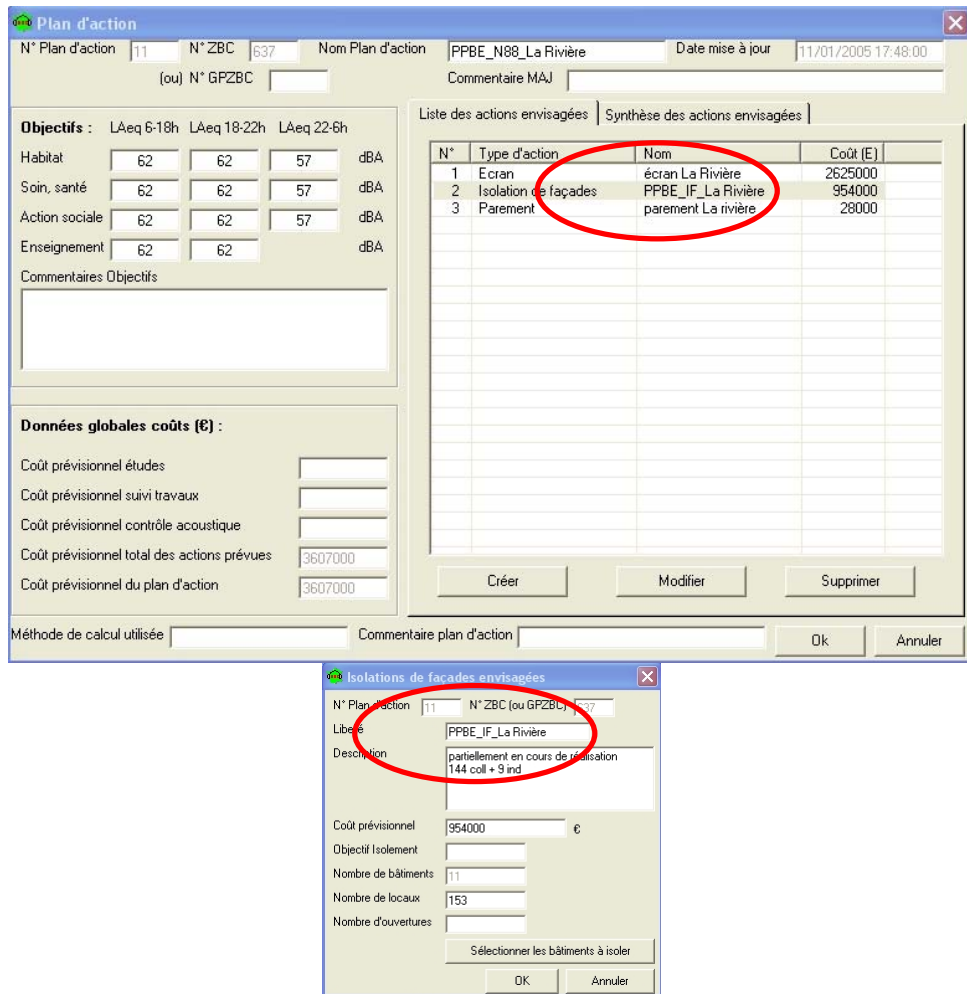 Plan d'action
N° Plan d'action 11 N° ZBC 637 Nom Plan d'action PPBE_N88_La Rivière Date mise à jour 11/01/2005 17:48:00
(ou) N° GPZBC Commentaire MAJ
Objectifs : LAeq 6-18h LAeq 18-22h LAeq 22-6h
Habitat 62 62 57 dBA
Soin, santé 62 62 57 dBA
Action sociale 62 62 57 dBA
Enseignement 62 62 dBA
Commentaires Objectifs
Données globales coûts (€) :
Coût prévisionnel études
Coût prévisionnel suivi travaux
Coût prévisionnel contrôle acoustique
Coût prévisionnel total des actions prévues 3607000
Coût prévisionnel du plan d'action 3607000
Liste des actions envisagées Synthèse des actions envisagées
N° Type d'action Nom Coût (E)
1 Ecran écran La Rivière 2625000
2 Isolation de façades PPBE_IF_La Rivière 954000
3 Parement parement La rivière 28000
Créer Modifier Supprimer
Méthode de calcul utilisée Commentaire plan d'action Ok Annuler
Isolations de façades envisagées
N° Plan d'action 11 N° ZBC (ou GPZBC) 637
Libellé PPBE_IF_La Rivière
Description partiellement en cours de réalisation
144 coll + 9 ind
Coût prévisionnel 954000 €
Objectif Isolement
Nombre de bâtiments 11
Nombre de locaux 153
Nombre d'ouvertures
Sélectionner les bâtiments à isoler
OK Annuler